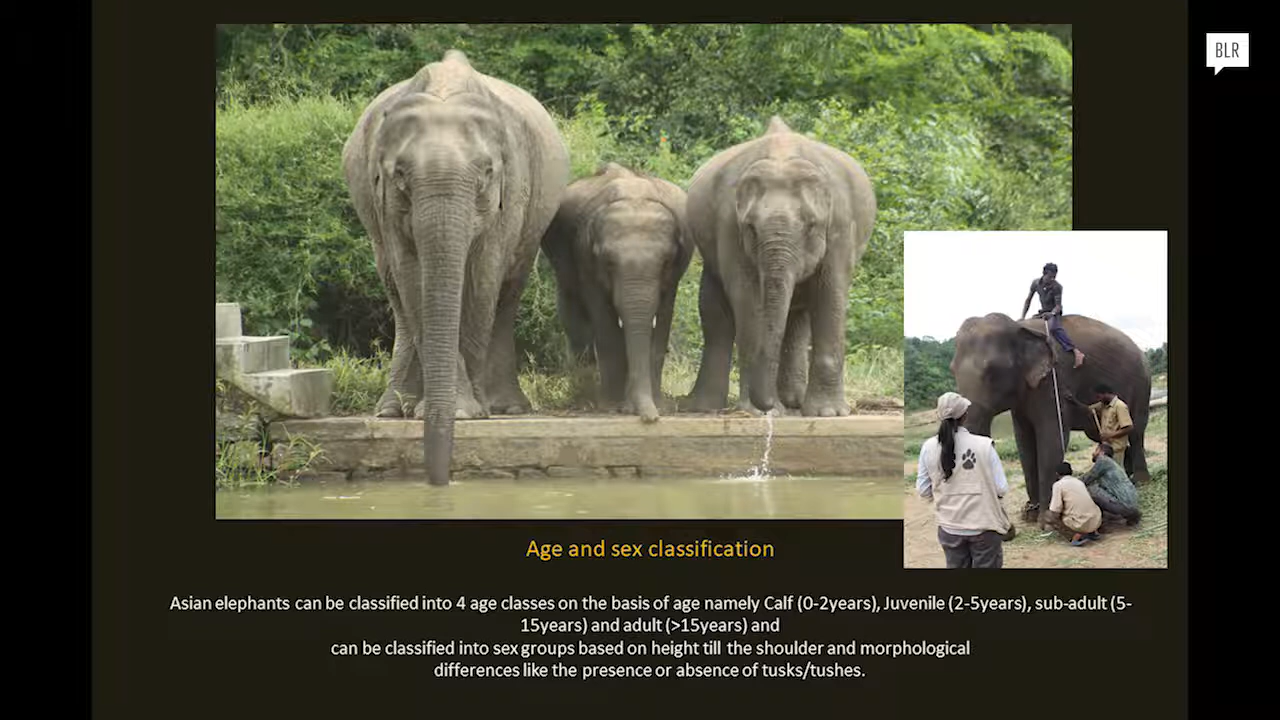 BLR
Age and sex classification
Asian elephants can be classified into 4 age classes on the basis of age namely Calf (0-2years), Juvenile (2-5years), sub-adult (5-
15years) and adult (>15years) and
can be classified into sex groups based on height till the shoulder and morphological
differences like the presence or absence of tusks/tushes.